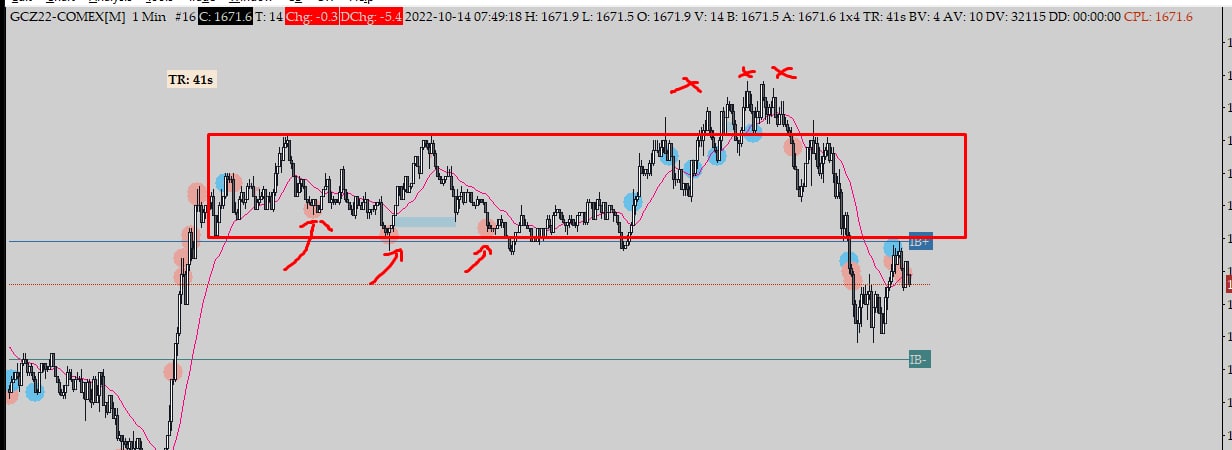 GCZ22-COMEX[M] 1 Min #16 C: 1671.6 T: 14 Chg: -0.3 DChg: -5.4 2022-10-14 07:49:18 H: 1671.9 L: 1671.5 O: 1671.9 V: 14 B: 1671.5 A: 1671.6 1x4 TR: 41s BV: 4 AV: 10 DV: 32115 DD: 00:00:00 CPL: 1671.6
TR: 41s
IB+
IB-